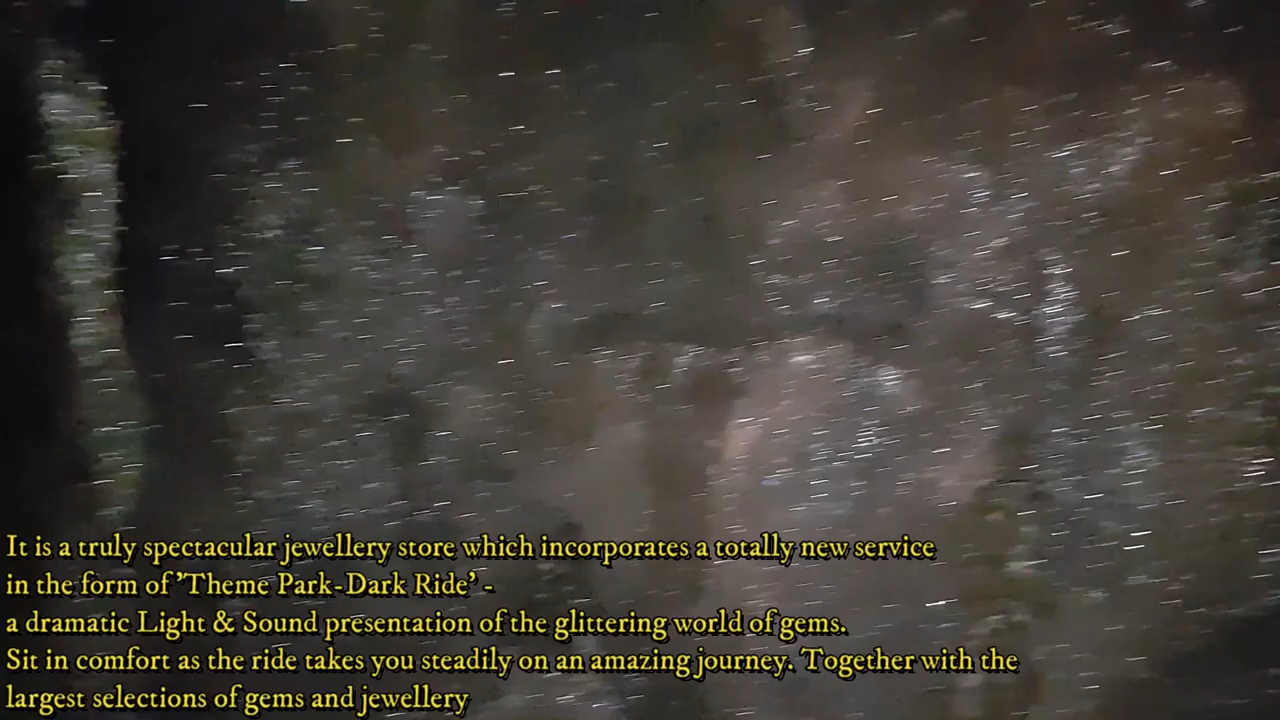 It is a truly spectacular jewellery store which incorporates a totally new service
in the form of 'Theme Park-Dark Ride' -
a dramatic Light & Sound presentation of the glittering world of gems.
Sit in comfort as the ride takes you steadily on an amazing journey. Together with the
largest selections of gems and jewellery